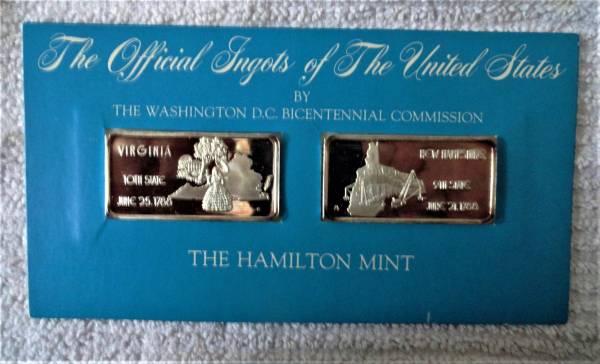 The Official Ingots of The United States
BY
THE WASHINGTON D.C. BICENTENNIAL COMMISSION
VIRGINIA
10TH STATE
JUNE 25, 1788
NEW HAMPSHIRE
9TH STATE
JUNE 21, 1788
THE HAMILTON MINT